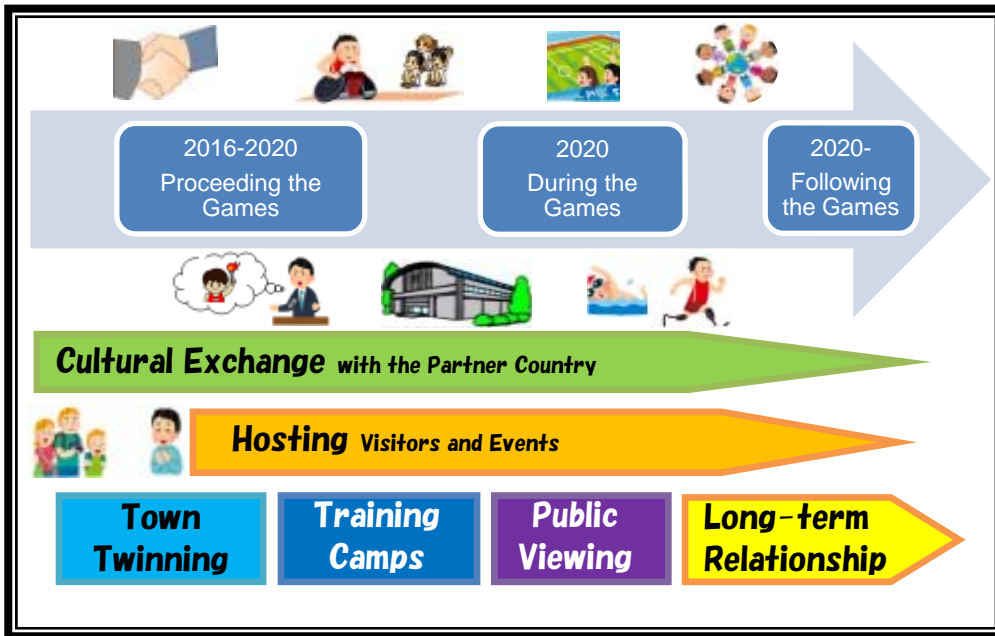 2016-2020
Proceeding the
Games
2020
During the
Games
2020-
Following
the Games
Cultural Exchange with the Partner Country
Hosting Visitors and Events
Town
Twinning
Training
Camps
Public
Viewing
Long-term
Relationship